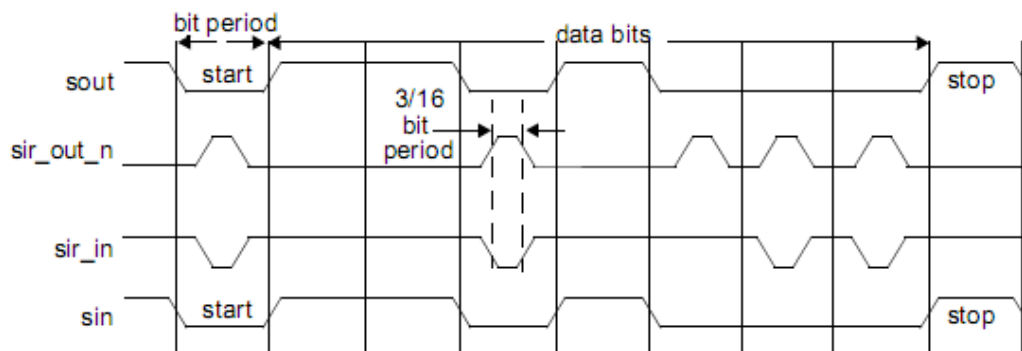 bit period
data bits
sout
start
stop
3/16
bit
period
sir_out_n
sir_in
sin
start
stop